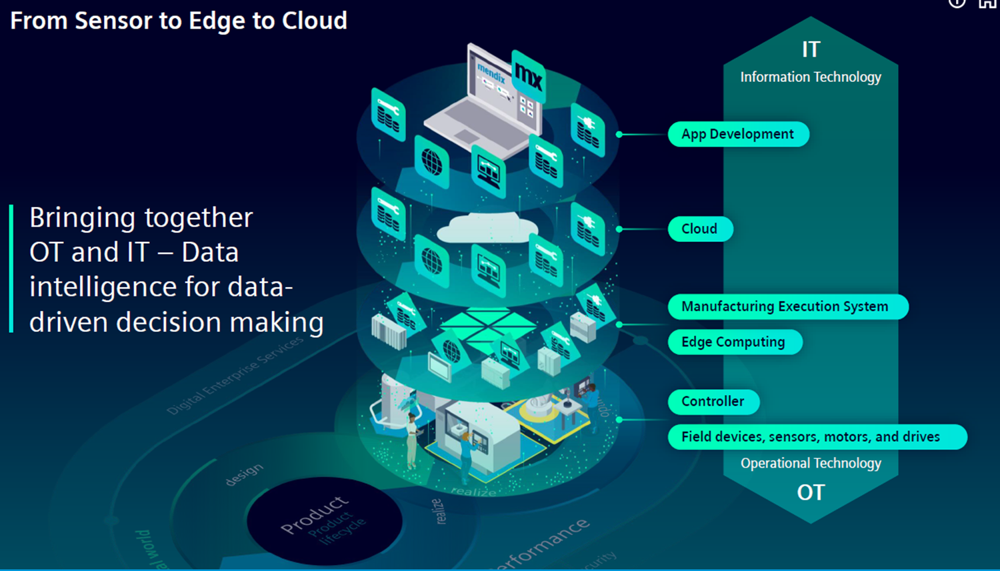 From Sensor to Edge to Cloud
IT
Information Technology
mendix
mx
App Development
Cloud
Bringing together
OT and IT – Data
intelligence for data-
driven decision making
Manufacturing Execution System
Edge Computing
Digital Enterprise Services
Controller
Field devices, sensors, motors, and drives
Operational Technology
OT
design
realize
realize
Product
Product
lifecycle